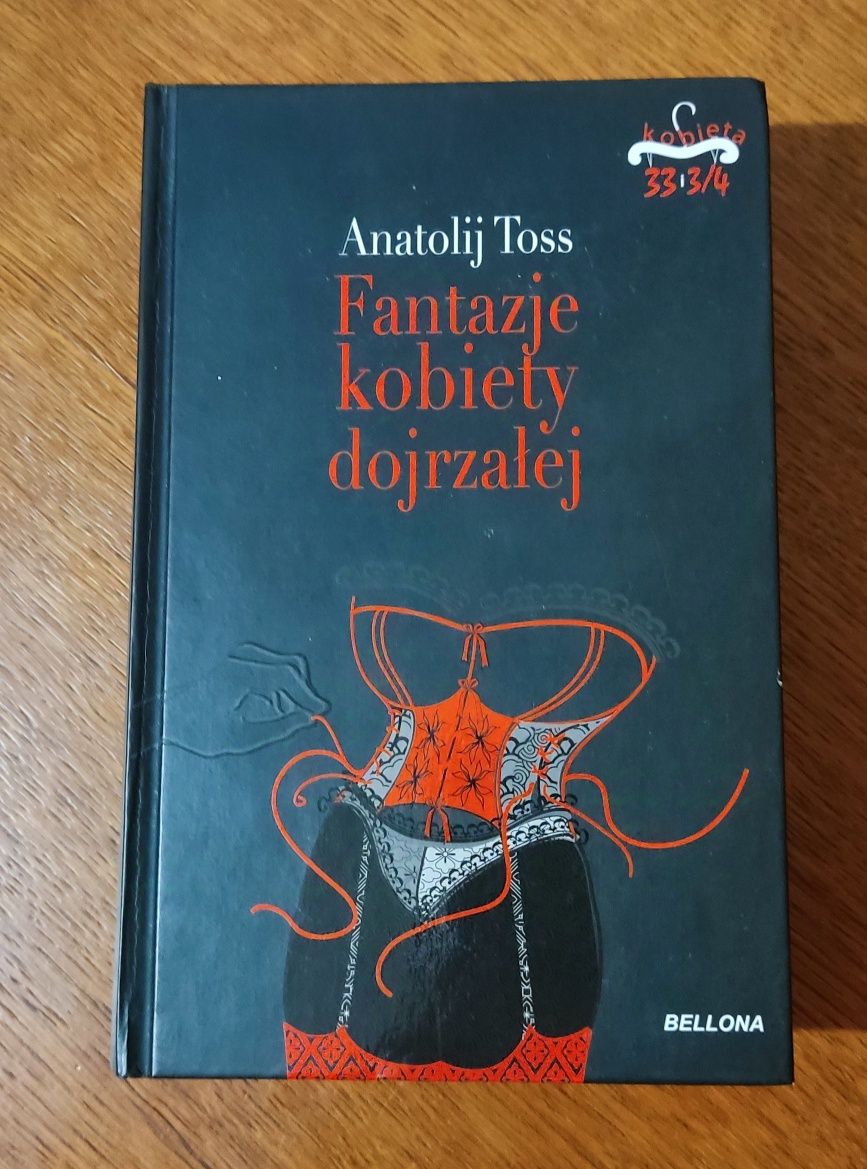 kobieta
33 3/4
Anatolij Toss
Fantazje
kobiety
dojrzałej
BELLONA